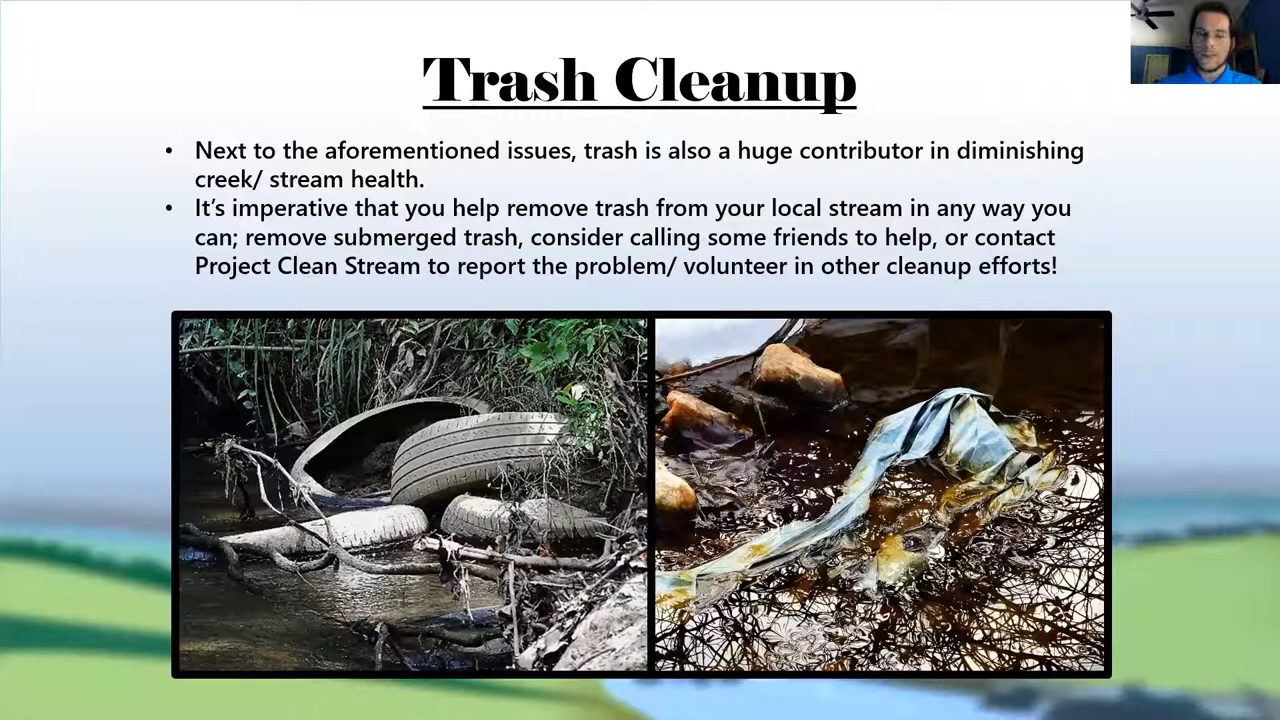 Trash Cleanup
• Next to the aforementioned issues, trash is also a huge contributor in diminishing
creek/ stream health.
• It’s imperative that you help remove trash from your local stream in any way you
can; remove submerged trash, consider calling some friends to help, or contact
Project Clean Stream to report the problem/ volunteer in other cleanup efforts!